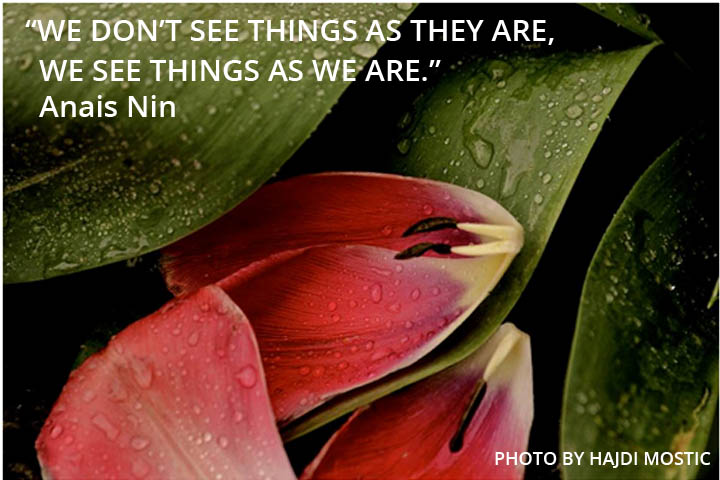 “WE DON’T SEE THINGS AS THEY ARE,
WE SEE THINGS AS WE ARE.”
Anais Nin
PHOTO BY HAJDI MOSTIC